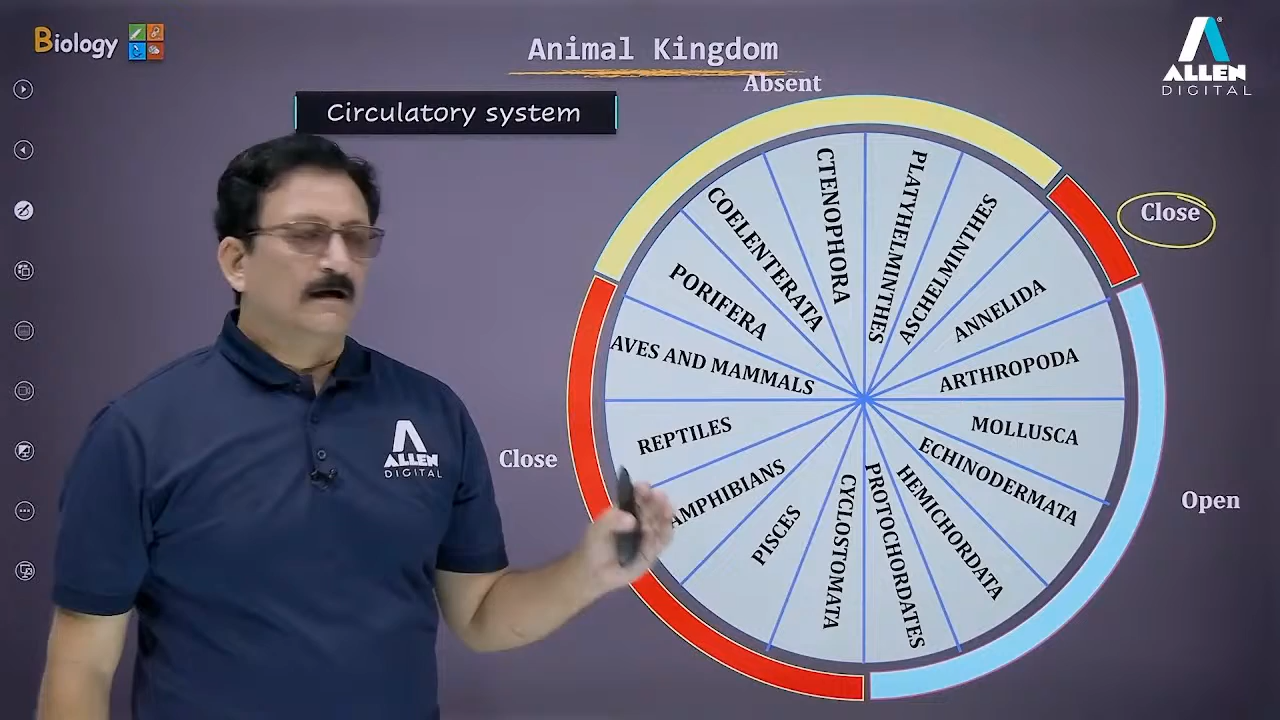 Biology
Animal Kingdom
ALLEN
DIGITAL
Absent
Circulatory system
CTENOPHORA
PLATYHELMINTHES
COELENTERATA
ASCHELMINTHES
Close
PORIFERA
ANNELIDA
AVES AND MAMMALS
ARTHROPODA
REPTILES
MOLLUSCA
Close
AMPHIBIANS
ECHINODERMATA
Open
PISCES
CYCLOSTOMATA
PROTOCHORDATES
HEMICHORDATA
ALLEN
DIGITAL